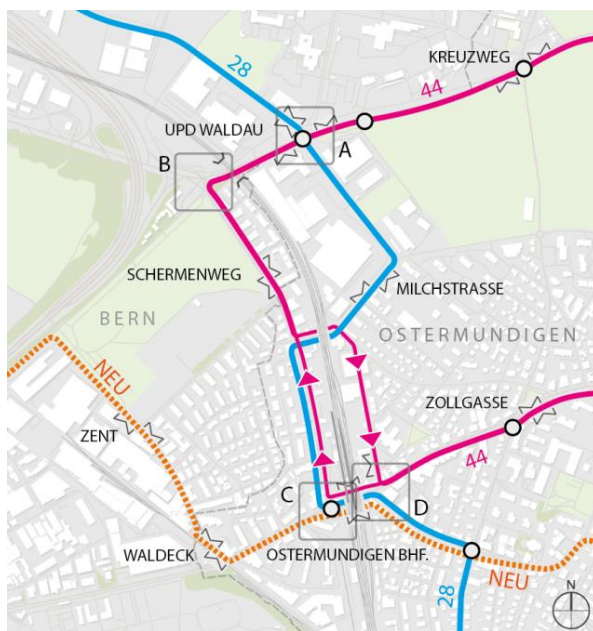 KREUZWEG
28
44
UPD WALDAU
A
B
SCHERMENWEG
MILCHSTRASSE
BERN
OSTERMUNDIGEN
NEU
ZOLLGASSE
ZENT
44
C
D
WALDECK
OSTERMUNDIGEN BHF.
NEU
28
N